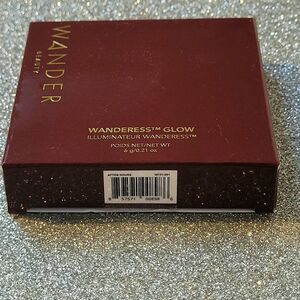 WANDER
BEAUTY
WANDERESS™ GLOW
ILLUMINATEUR WANDERESS™
POIDS NET/NET WT
6 g/0.21 oz
AFTER HOURS